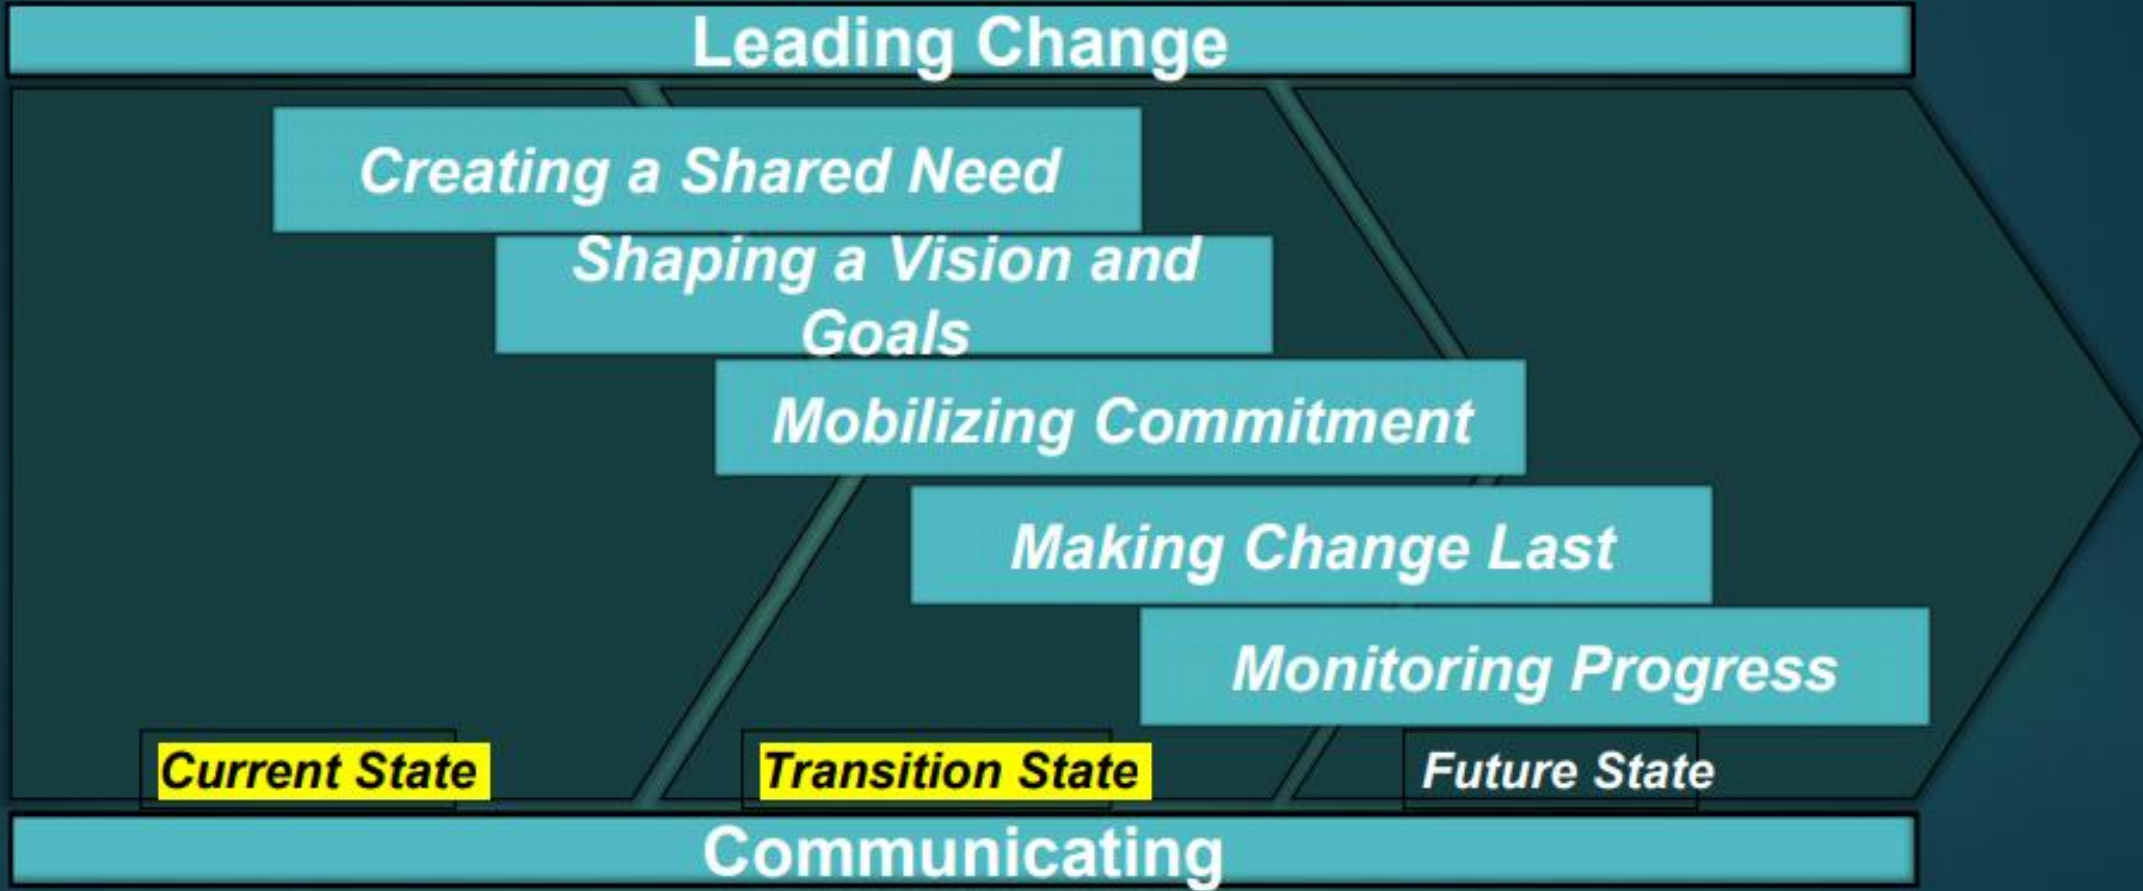 Leading Change
Creating a Shared Need
Shaping a Vision and
Goals
Mobilizing Commitment
Making Change Last
Monitoring Progress
Current State
Transition State
Future State
Communicating